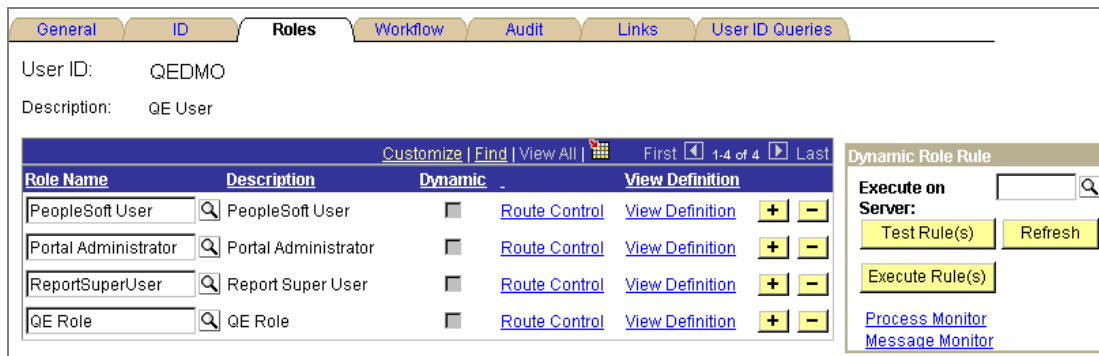 General ID Roles Workflow Audit Links User ID Queries
User ID: QEDMO
Description: QE User
Customize | Find | View All | First 1-4 of 4 Last
Role Name Description Dynamic View Definition
PeopleSoft User PeopleSoft User Route Control View Definition + -
Portal Administrator Portal Administrator Route Control View Definition + -
ReportSuperUser Report Super User Route Control View Definition + -
QE Role QE Role Route Control View Definition + -
Dynamic Role Rule
Execute on
Server:
Test Rule(s) Refresh
Execute Rule(s)
Process Monitor
Message Monitor